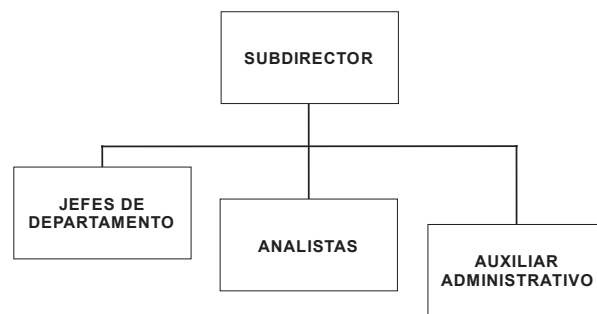 SUBDIRECTOR
JEFES DE
DEPARTAMENTO
ANALISTAS
AUXILIAR
ADMINISTRATIVO